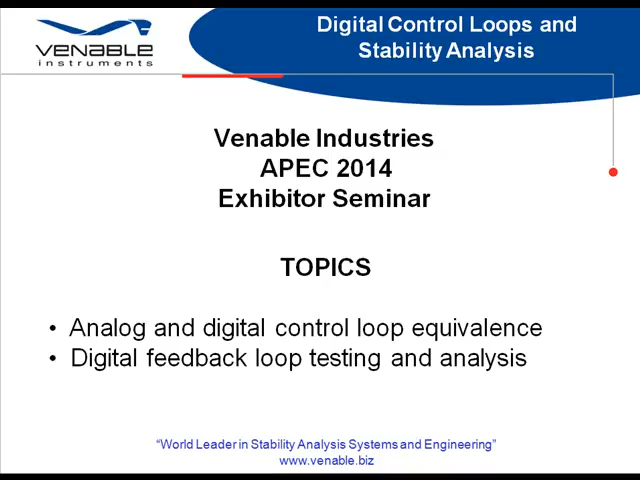 VENABLE
instruments
Digital Control Loops and
Stability Analysis
Venable Industries
APEC 2014
Exhibitor Seminar
TOPICS
• Analog and digital control loop equivalence
• Digital feedback loop testing and analysis
“World Leader in Stability Analysis Systems and Engineering”
www.venable.biz